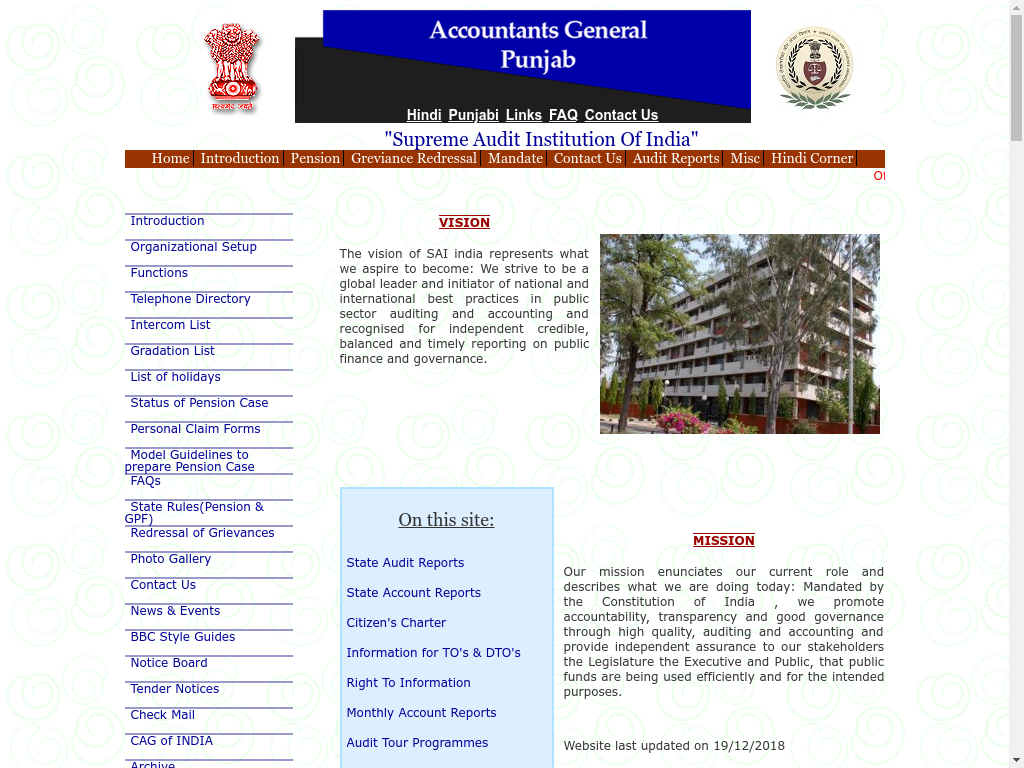 Accountants General
Punjab
Hindi Punjabi Links FAQ Contact Us
"Supreme Audit Institution Of India"
Home Introduction Pension Greviance Redressal Mandate Contact Us Audit Reports Misc Hindi Corner
Introduction
Organizational Setup
Functions
Telephone Directory
Intercom List
Gradation List
List of holidays
Status of Pension Case
Personal Claim Forms
Model Guidelines to
prepare Pension Case
FAQs
State Rules(Pension &
GPF)
Redressal of Grievances
Photo Gallery
Contact Us
News & Events
BBC Style Guides
Notice Board
Tender Notices
Check Mail
CAG of INDIA
Archive
VISION
The vision of SAI india represents what
we aspire to become: We strive to be a
global leader and initiator of national and
international best practices in public
sector auditing and accounting and
recognised for independent credible,
balanced and timely reporting on public
finance and governance.
On this site:
State Audit Reports
State Account Reports
Citizen's Charter
Information for TO's & DTO's
Right To Information
Monthly Account Reports
Audit Tour Programmes
MISSION
Our mission enunciates our current role and
describes what we are doing today: Mandated by
the Constitution of India , we promote
accountability, transparency and good governance
through high quality, auditing and accounting and
provide independent assurance to our stakeholders
the Legislature the Executive and Public, that public
funds are being used efficiently and for the intended
purposes.
Website last updated on 19/12/2018